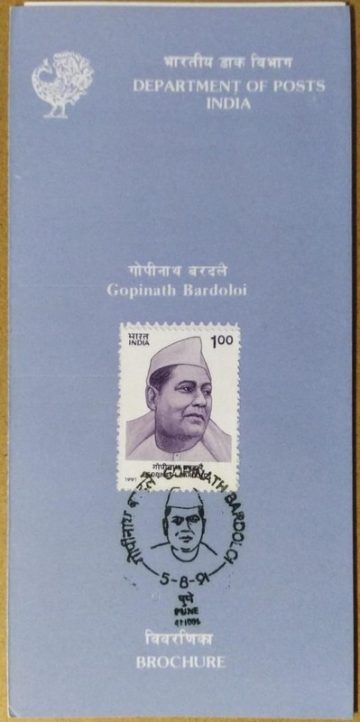 भारतीय डाक विभाग
DEPARTMENT OF POSTS
INDIA
गोपीनाथ बरदले
Gopinath Bardoloi
भारत
INDIA
1.00
1991
गोपीनाथ
GOPINATH BARDOLOI
5-8-91
पुणे
PUNE
विवरणिका
BROCHURE